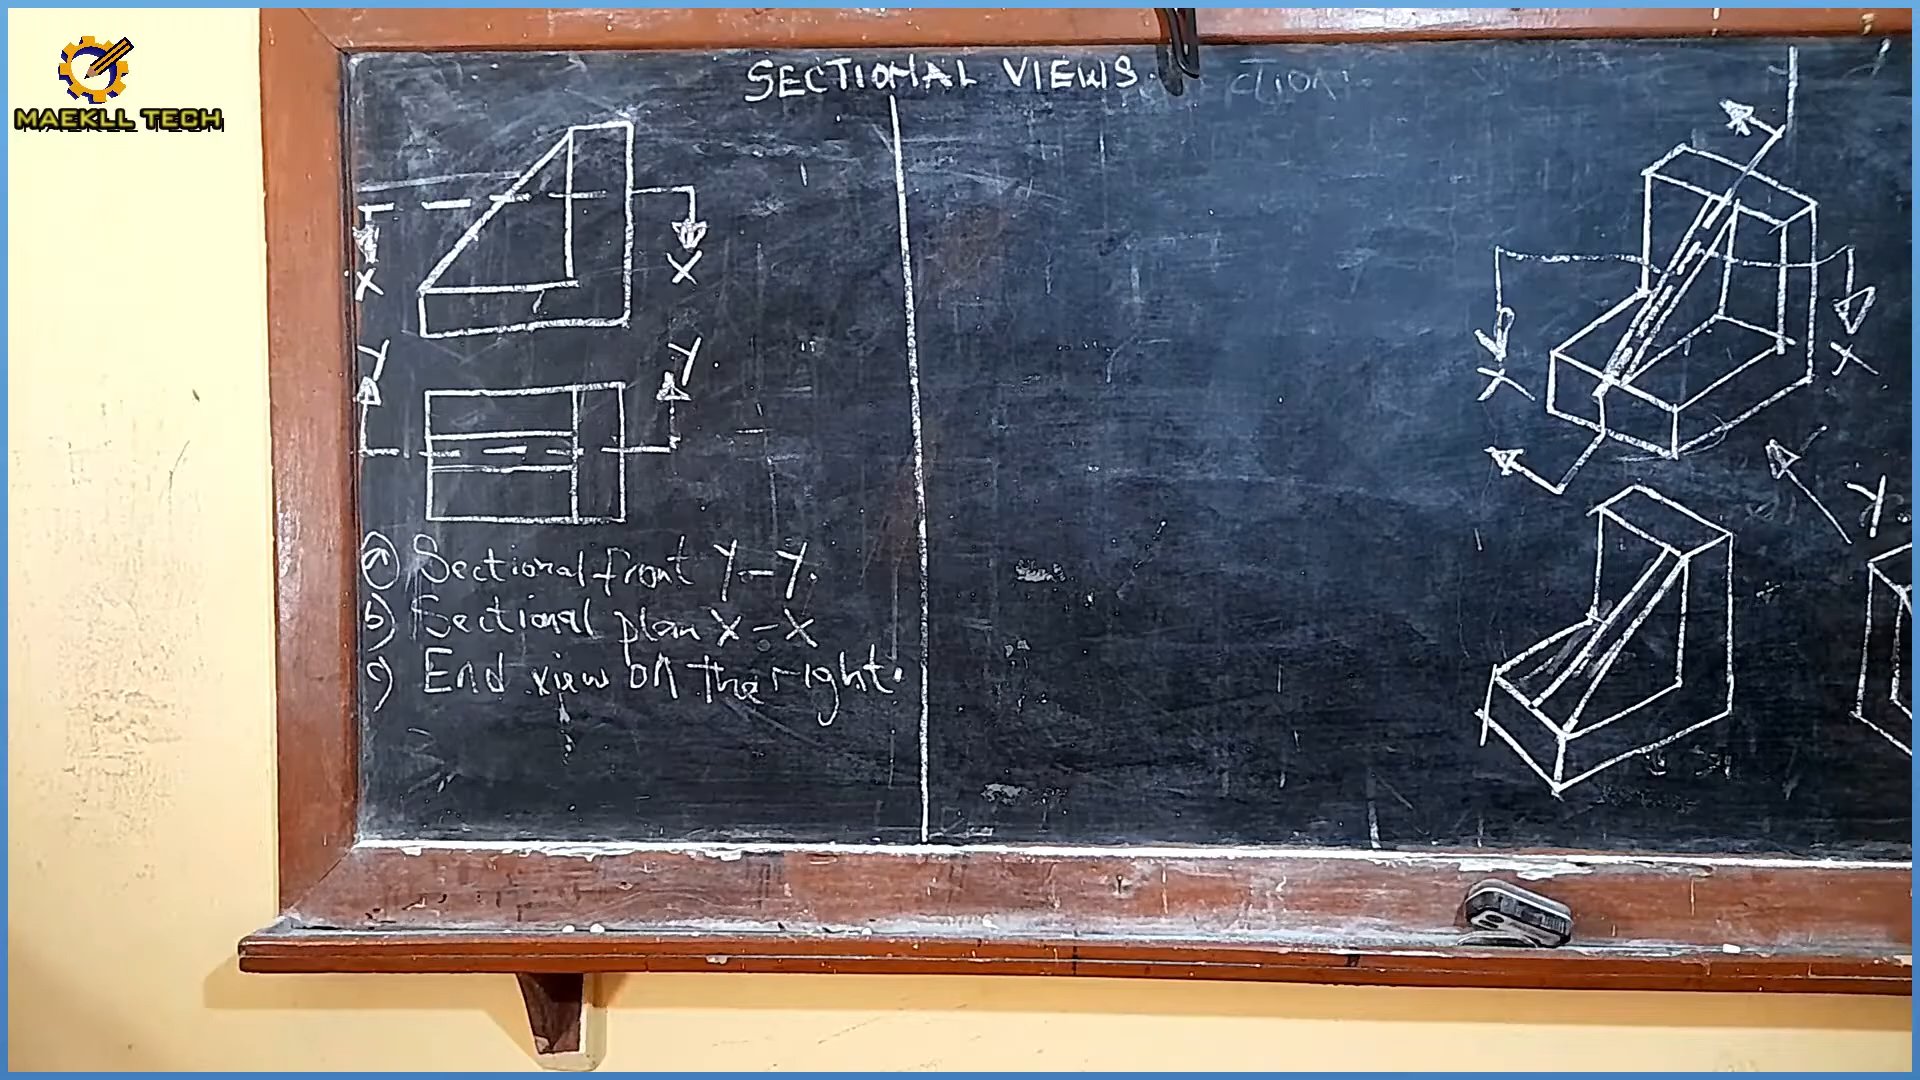 MAEKLL TECH
SECTIONAL VIEWS.
X
X
Y
Y.
a) Sectional front Y-Y.
b) Sectional plan X-X
c) End view on the right.
X
X
Y.